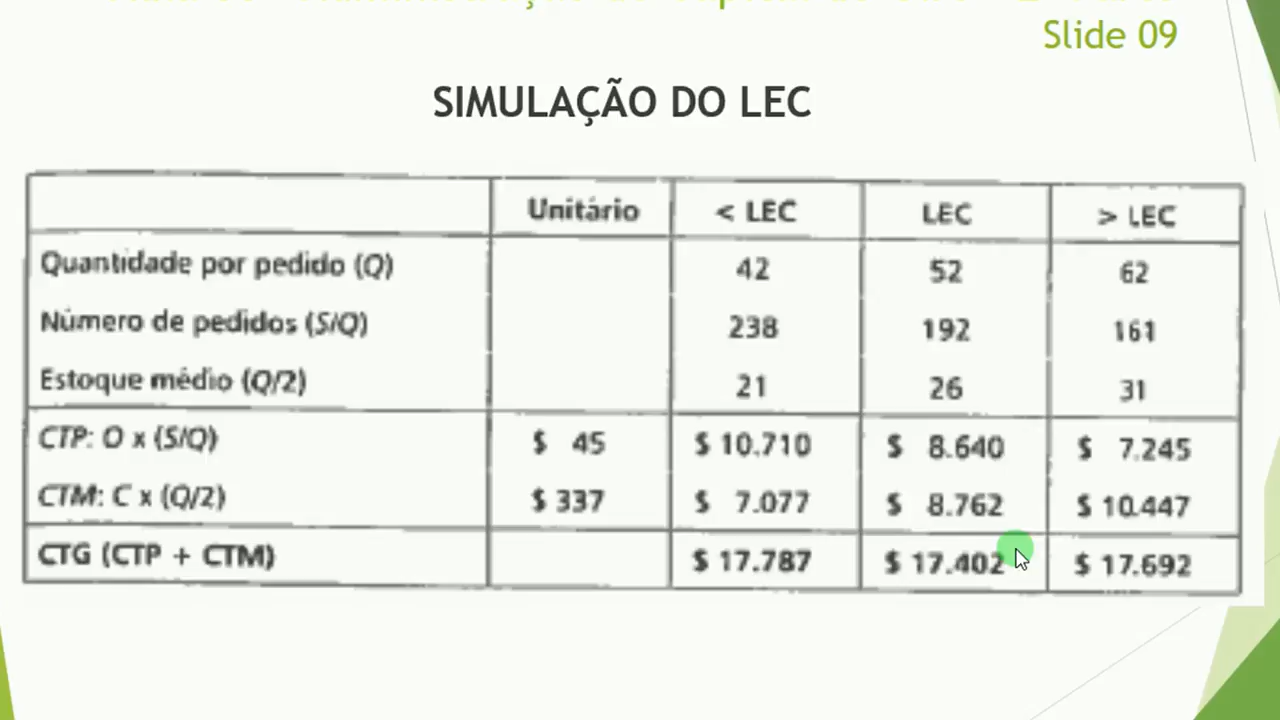 Slide 09
SIMULAÇÃO DO LEC
Unitário < LEC LEC > LEC
Quantidade por pedido (Q) 42 52 62
Número de pedidos (S/Q) 238 192 161
Estoque médio (Q/2) 21 26 31
CTP: O x (S/Q) $ 45 $ 10.710 $ 8.640 $ 7.245
CTM: C x (Q/2) $ 337 $ 7.077 $ 8.762 $ 10.447
CTG (CTP + CTM) $ 17.787 $ 17.402 $ 17.692